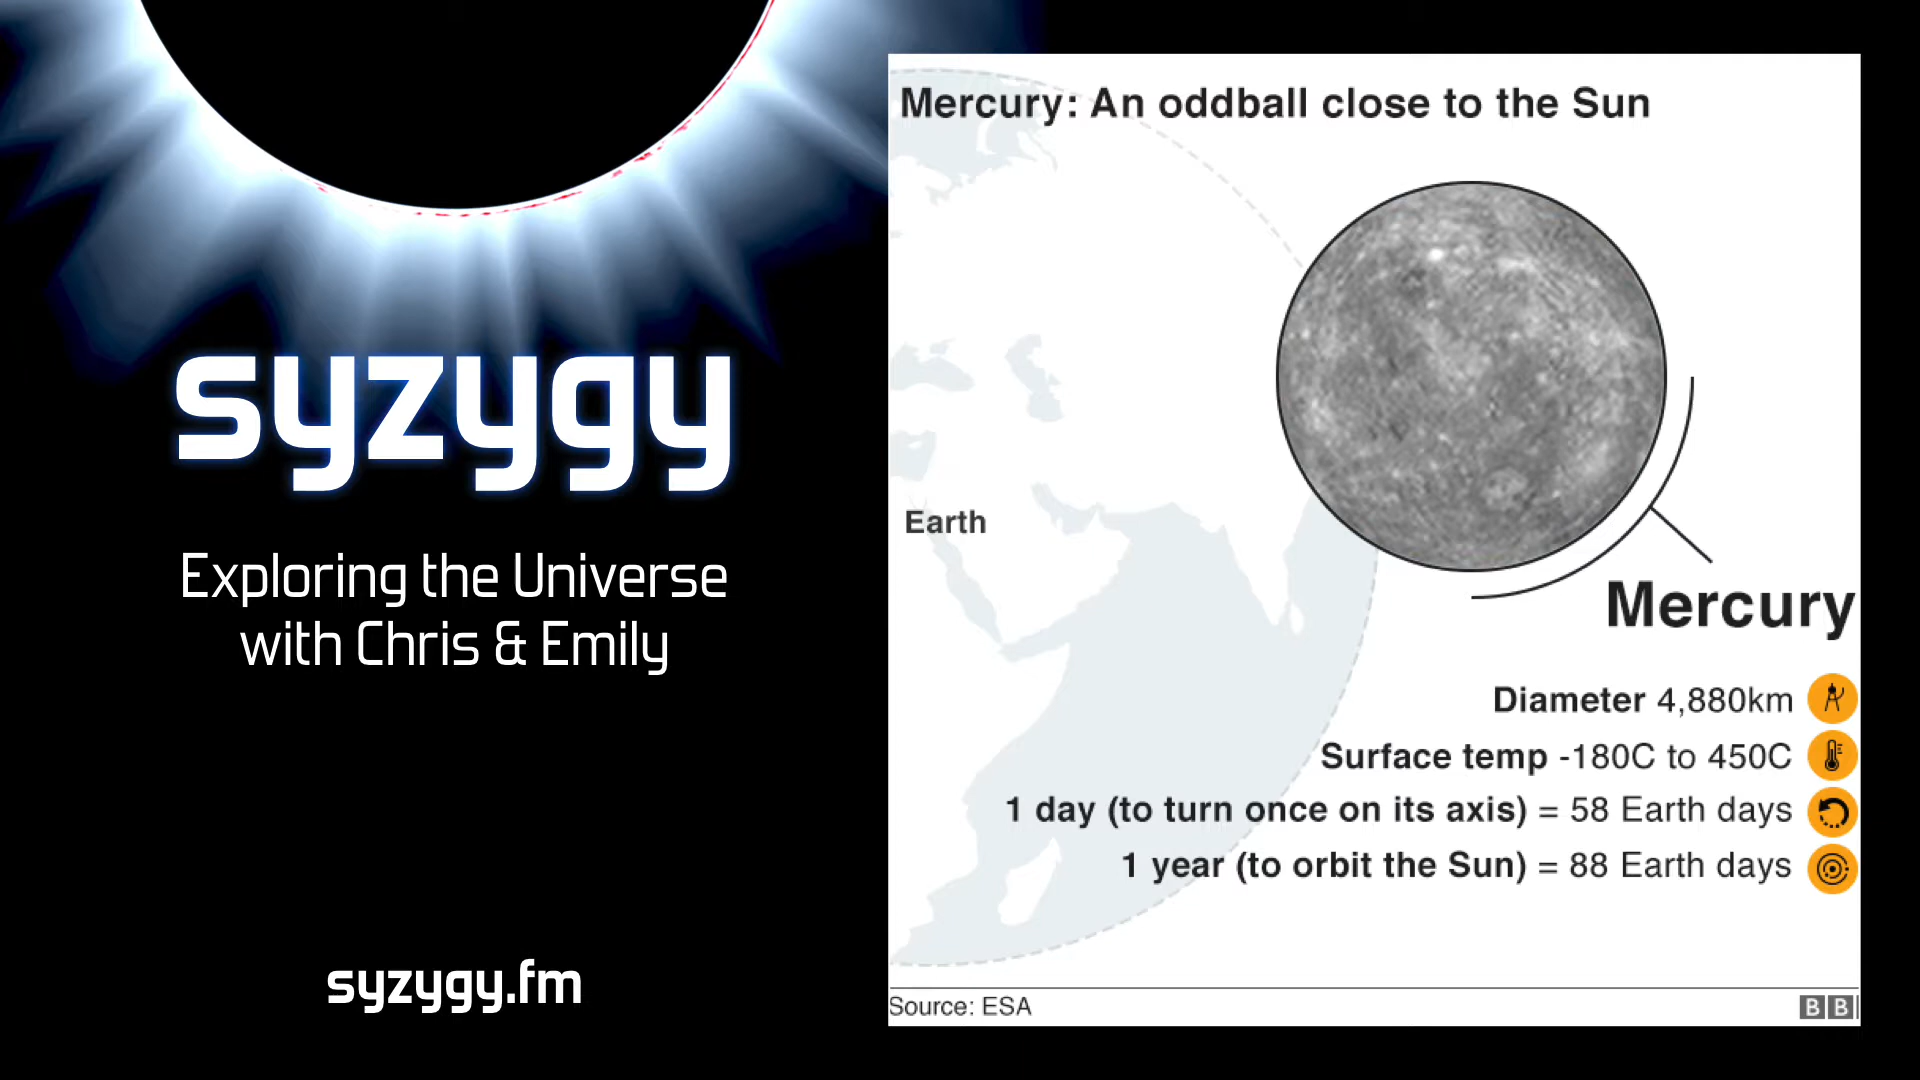 syzygy
Exploring the Universe
with Chris & Emily
syzygy.fm
Mercury: An oddball close to the Sun
Earth
Mercury
Diameter 4,880km
Surface temp -180C to 450C
1 day (to turn once on its axis) = 58 Earth days
1 year (to orbit the Sun) = 88 Earth days
Source: ESA
BB